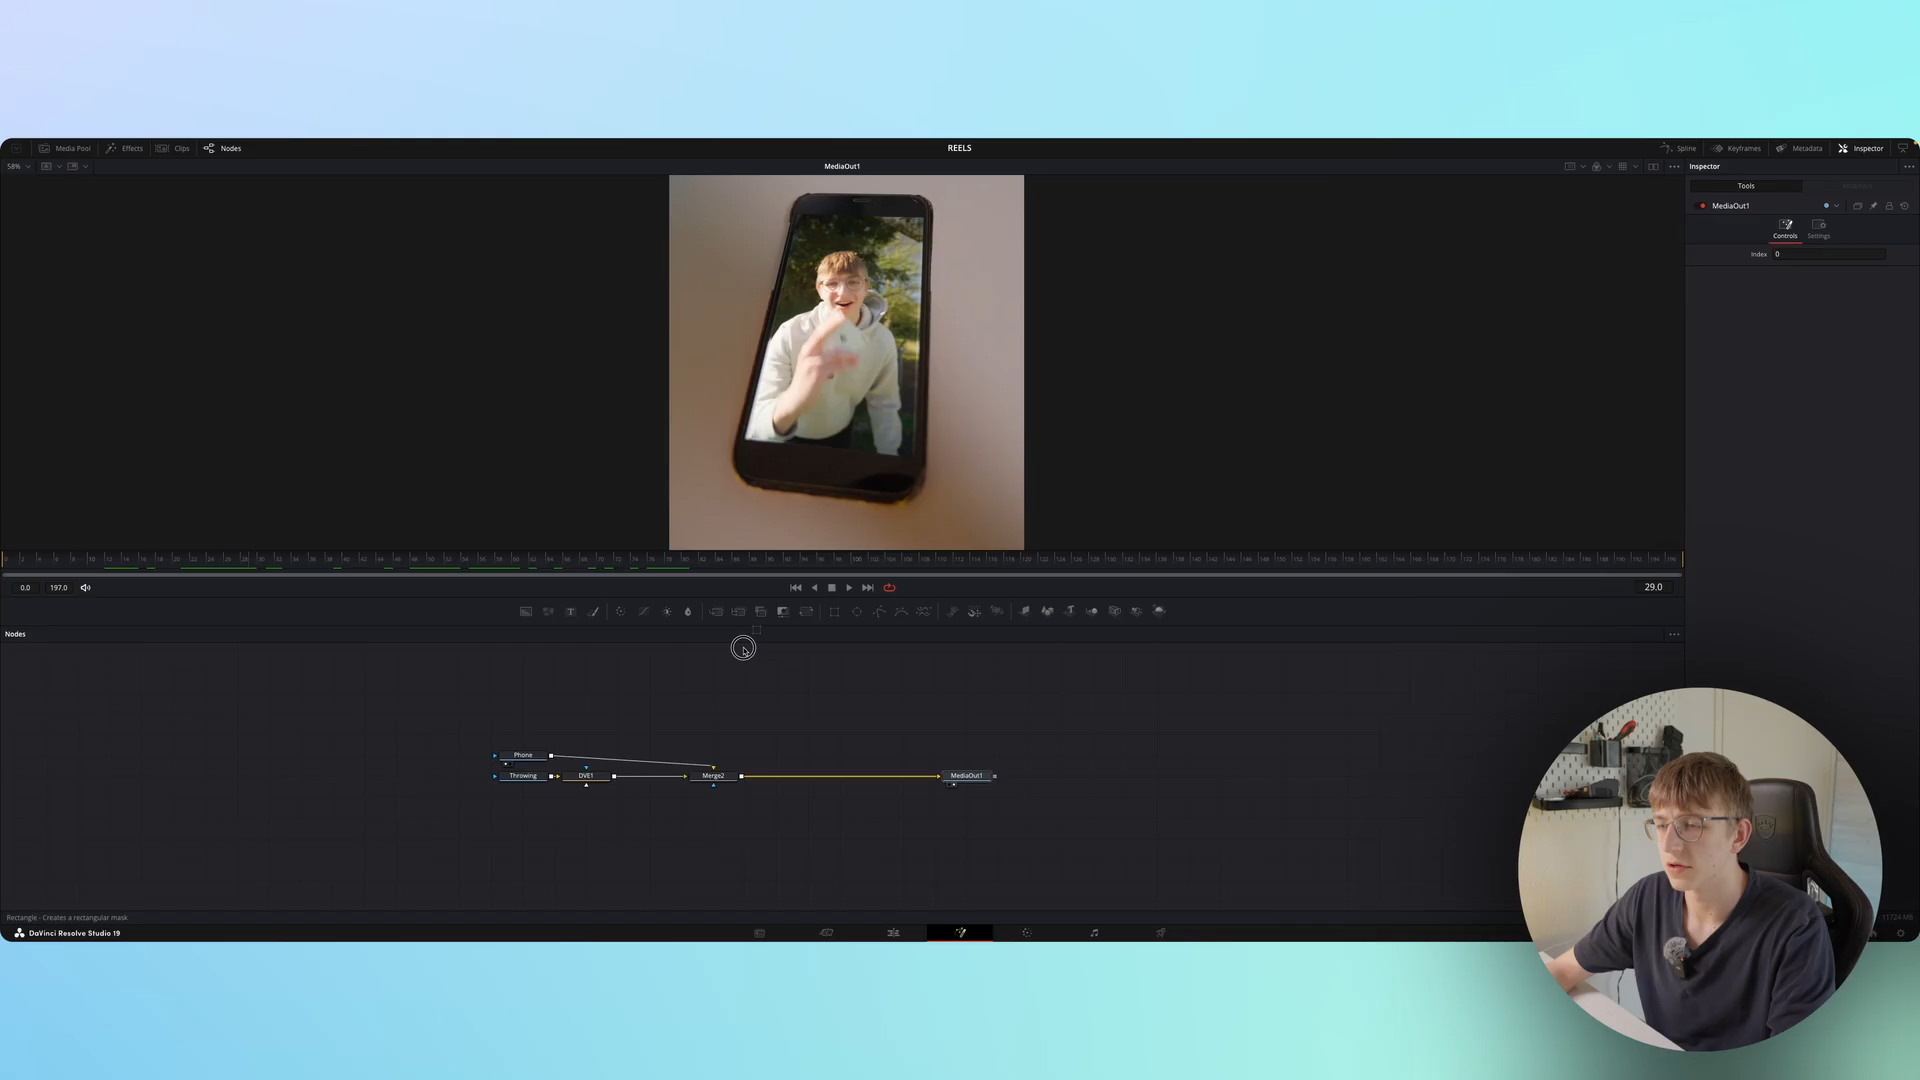 Media Pool
Effects
Clips
Nodes
REELS
Spline
Keyframes
Metadata
Inspector
58%
MediaOut1
Inspector
Tools
MediaOut1
Controls
Settings
Index
0
0.0
197.0
29.0
Nodes
Phone
Throwing
DVE1
Merge2
MediaOut1
Rectangle - Creates a rectangular mask
11724 MB
DaVinci Resolve Studio 19